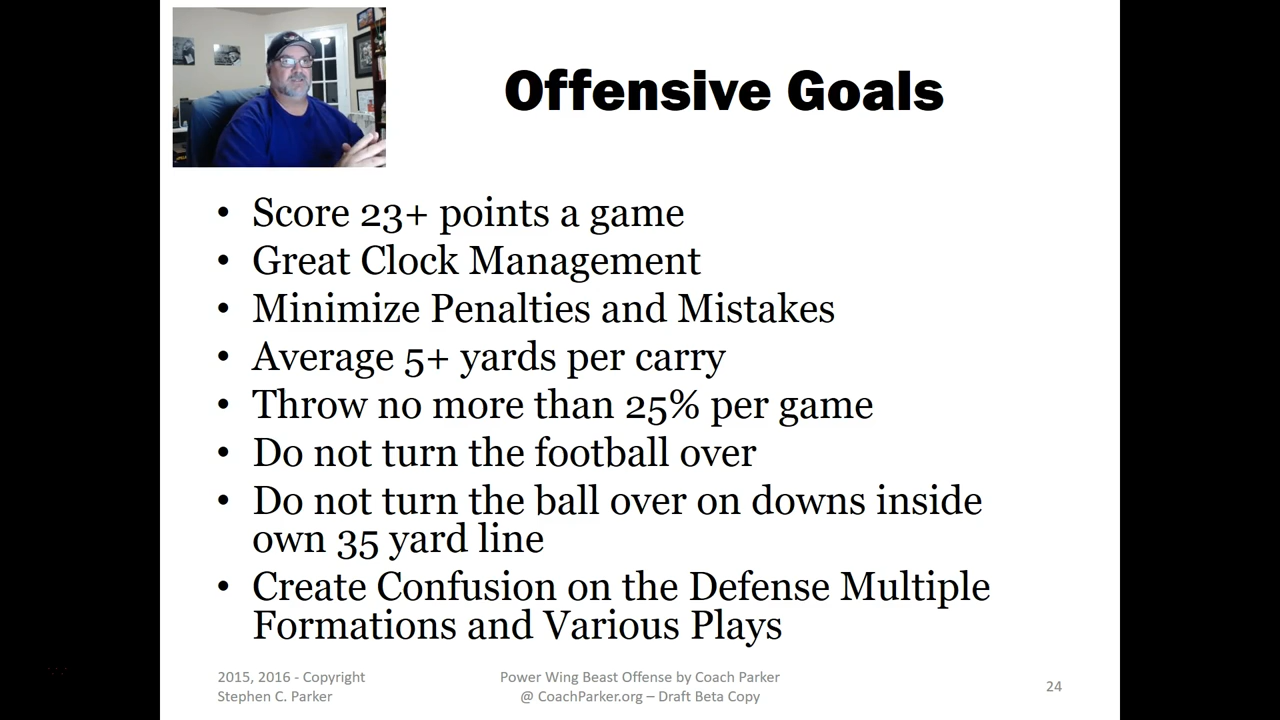 Offensive Goals
• Score 23+ points a game
• Great Clock Management
• Minimize Penalties and Mistakes
• Average 5+ yards per carry
• Throw no more than 25% per game
• Do not turn the football over
• Do not turn the ball over on downs inside
own 35 yard line
• Create Confusion on the Defense Multiple
Formations and Various Plays
2015, 2016 - Copyright
Stephen C. Parker
Power Wing Beast Offense by Coach Parker
@ CoachParker.org – Draft Beta Copy
24